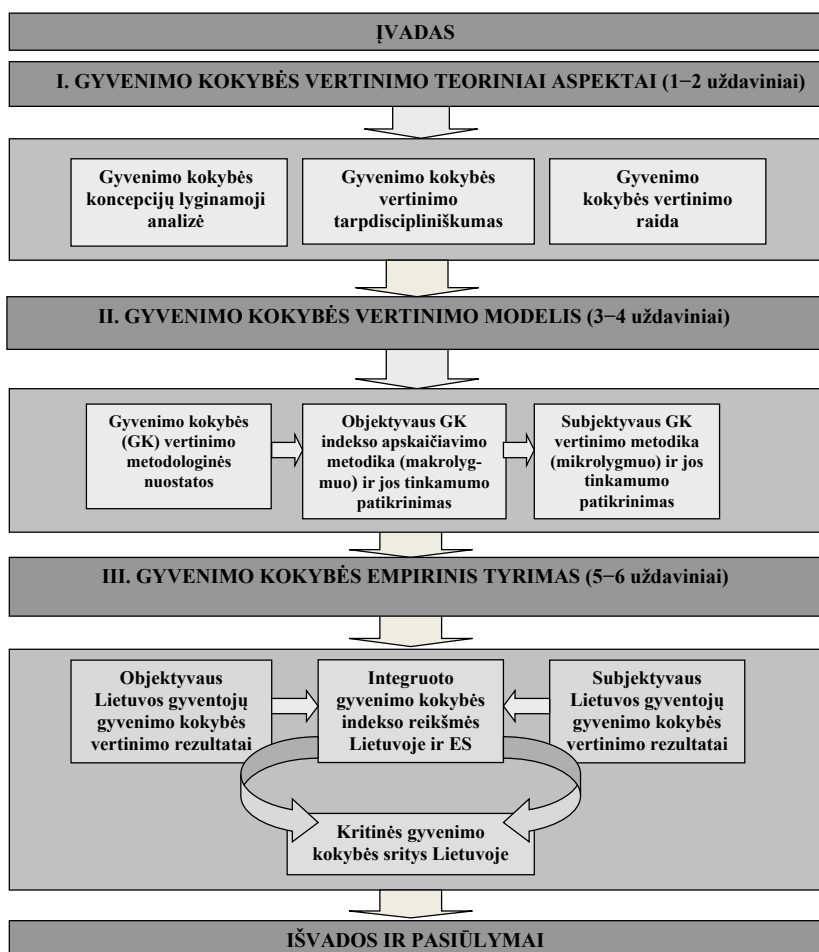 ĮVADAS
I. GYVENIMO KOKYBĖS VERTINIMO TEORINIAI ASPEKTAI (1−2 uždaviniai)
Gyvenimo kokybės
koncepcijų lyginamoji
analizė
Gyvenimo kokybės
vertinimo
tarpdiscipliniškumas
Gyvenimo
kokybės vertinimo
raida
II. GYVENIMO KOKYBĖS VERTINIMO MODELIS (3−4 uždaviniai)
Gyvenimo kokybės
(GK) vertinimo
metodologinės
nuostatos
Objektyvaus GK
indekso apskaičiavimo
metodika (makrolyg-
muo) ir jos tinkamumo
patikrinimas
Subjektyvaus GK
vertinimo metodika
(mikrolygmuo) ir jos
tinkamumo
patikrinimas
III. GYVENIMO KOKYBĖS EMPIRINIS TYRIMAS (5−6 uždaviniai)
Objektyvaus
Lietuvos gyventojų
gyvenimo kokybės
vertinimo rezultatai
Integruoto
gyvenimo kokybės
indekso reikšmės
Lietuvoje ir ES
Subjektyvaus
Lietuvos gyventojų
gyvenimo kokybės
vertinimo rezultatai
Kritinės gyvenimo
kokybės sritys Lietuvoje
IŠVADOS IR PASIŪLYMAI